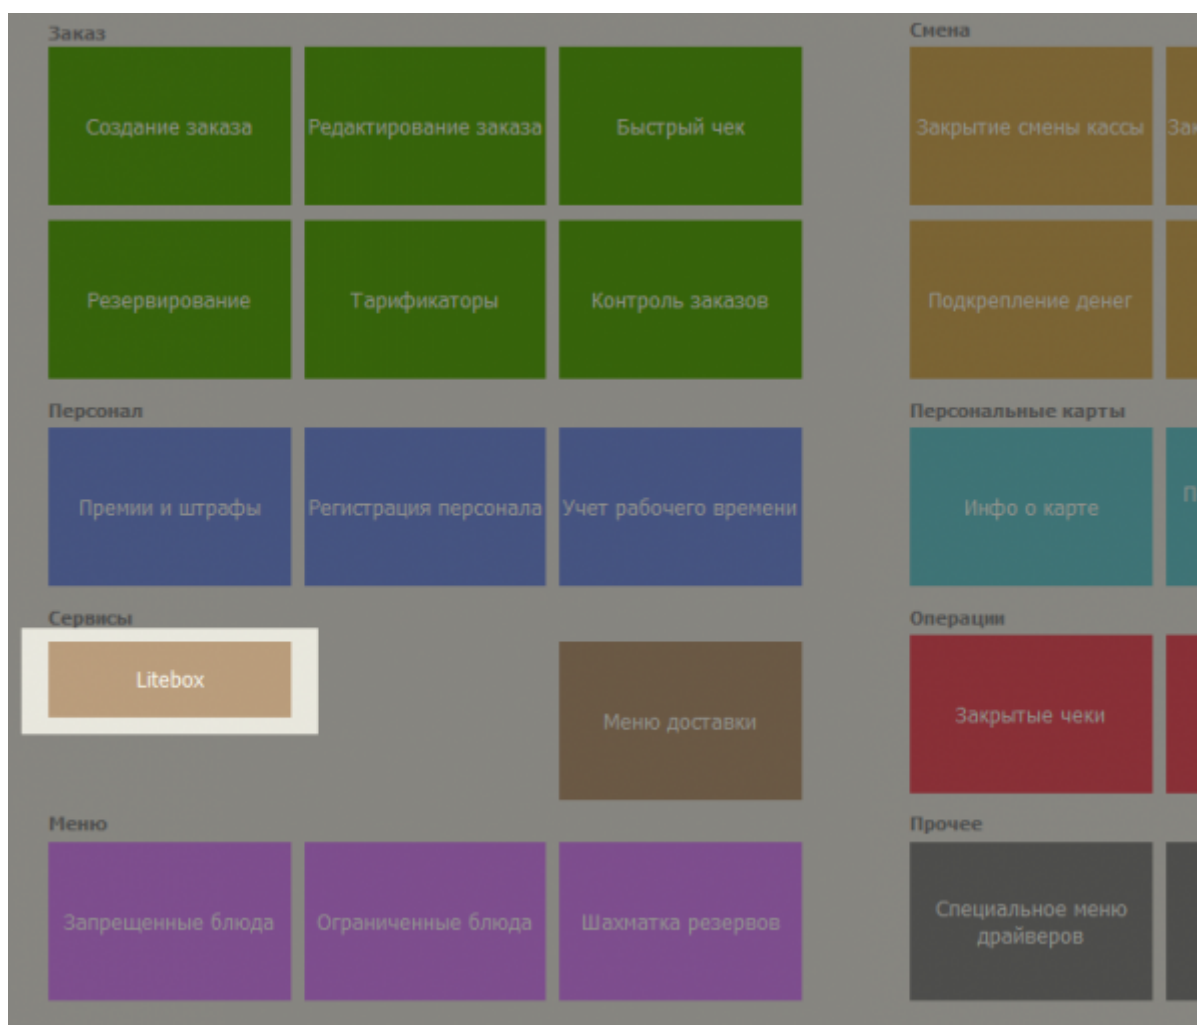 Заказ
Создание заказа
Редактирование заказа
Быстрый чек
Резервирование
Тарификаторы
Контроль заказов
Персонал
Премии и штрафы
Регистрация персонала
Учет рабочего времени
Сервисы
Litebox
Меню доставки
Меню
Запрещенные блюда
Ограниченные блюда
Шахматка резервов
Смена
Закрытие смены кассы
Подкрепление денег
Персональные карты
Инфо о карте
Операции
Закрытые чеки
Прочее
Специальное меню
драйверов